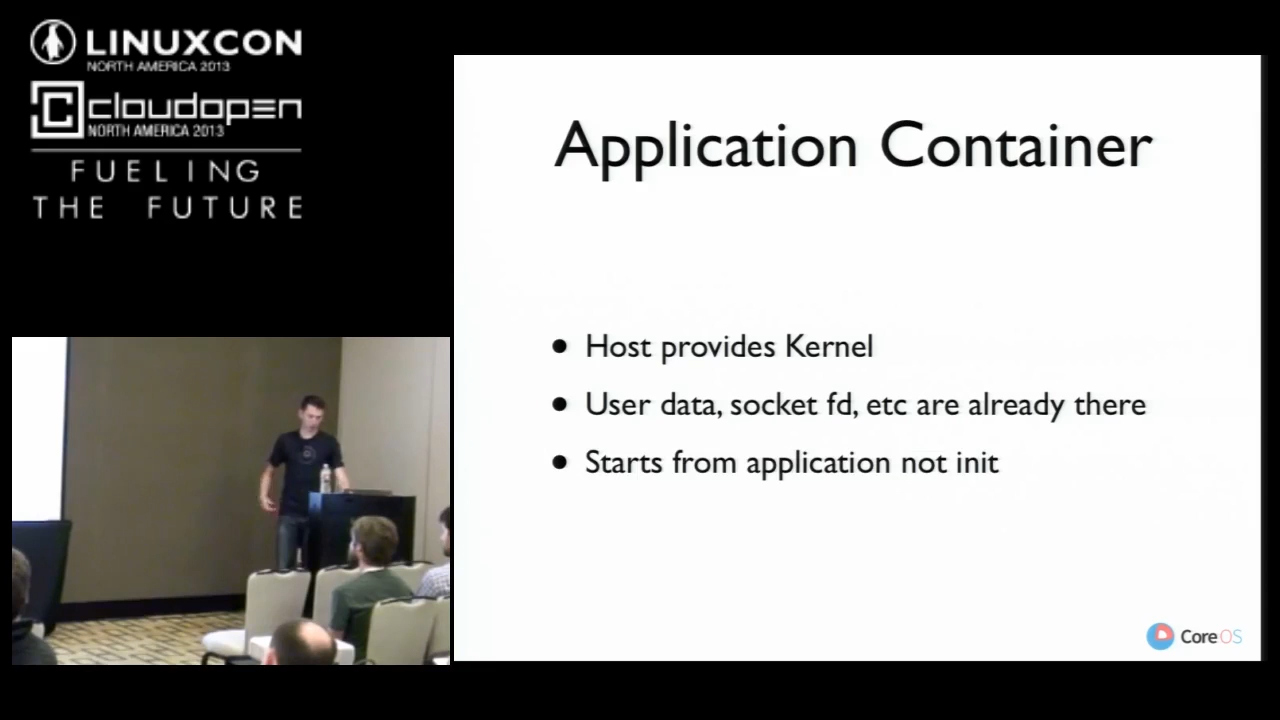 LINUXCON
NORTH AMERICA 2013
cloudopen
NORTH AMERICA 2013
FUELING
THE FUTURE
Application Container
• Host provides Kernel
• User data, socket fd, etc are already there
• Starts from application not init
CoreOS